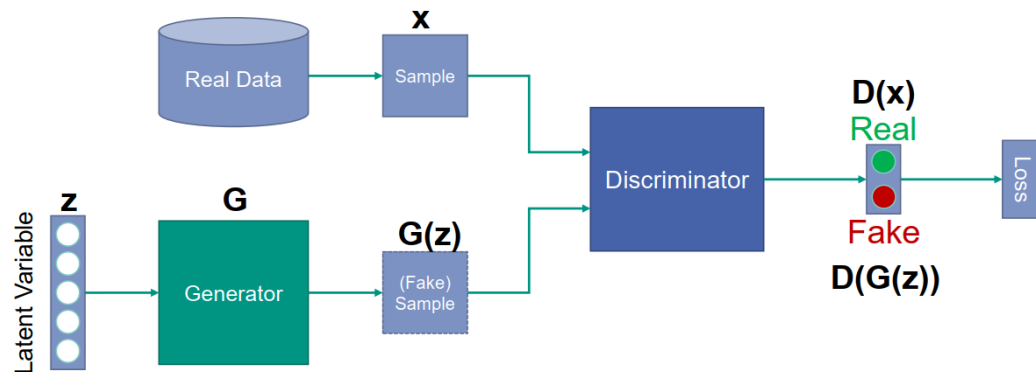 x
Real Data
Sample
D(x)
Real
Discriminator
Loss
Fake
D(G(z))
z
G
G(z)
Latent Variable
Generator
(Fake)
Sample